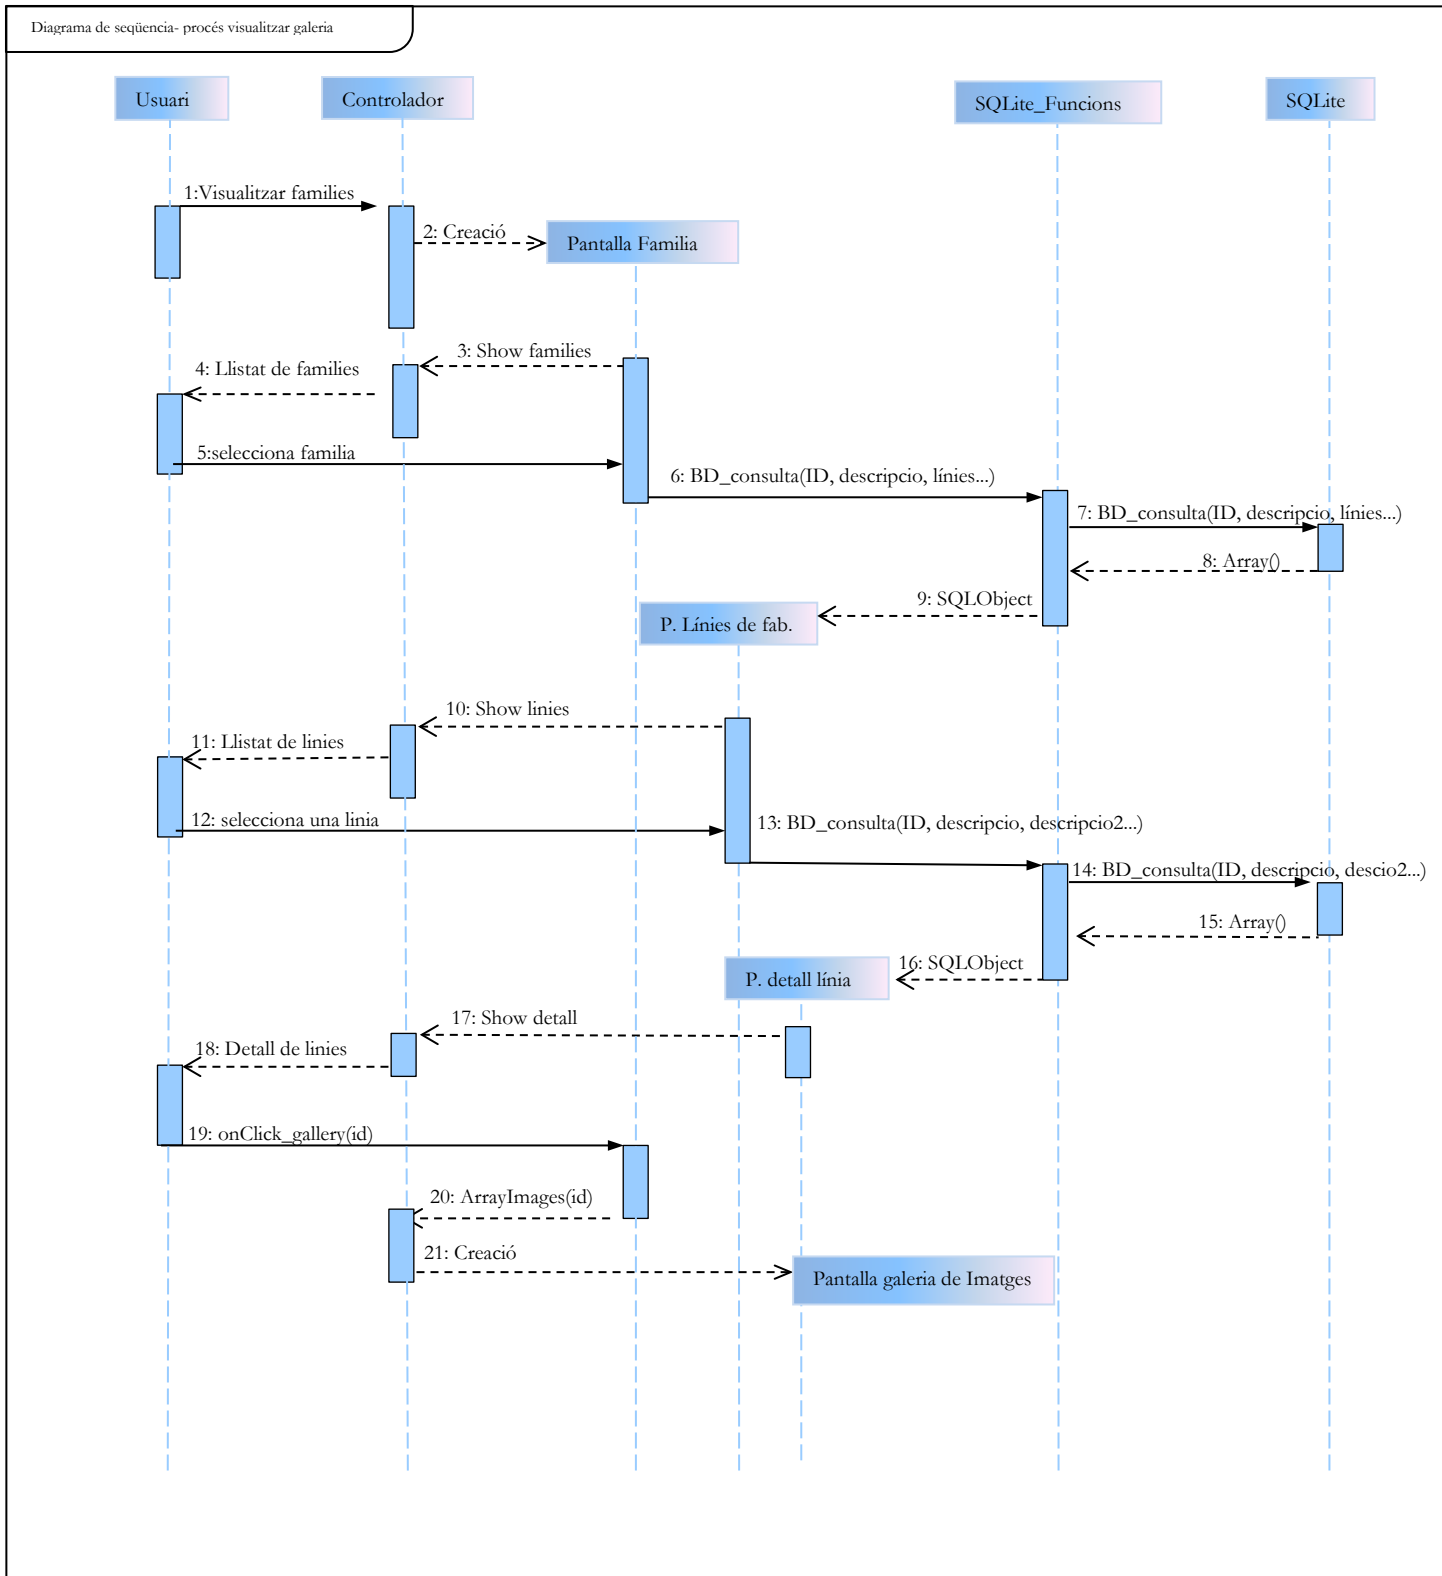 Diagrama de seqüencia- procés visualitzar galeria
Usuari
Controlador
SQLite_Funcions
SQLite
1:Visualitzar families
2: Creació
Pantalla Familia
3: Show families
4: Llistat de families
5:selecciona familia
6: BD_consulta(ID, descripcio, línies...)
7: BD_consulta(ID, descripcio, línies...)
8: Array()
9: SQLObject
P. Línies de fab.
10: Show linies
11: Llistat de linies
12: selecciona una linia
13: BD_consulta(ID, descripcio, descripcio2...)
14: BD_consulta(ID, descripcio, descio2...)
15: Array()
16: SQLObject
P. detall línia
17: Show detall
18: Detall de linies
19: onClick_gallery(id)
20: ArrayImages(id)
21: Creació
Pantalla galeria de Imatges